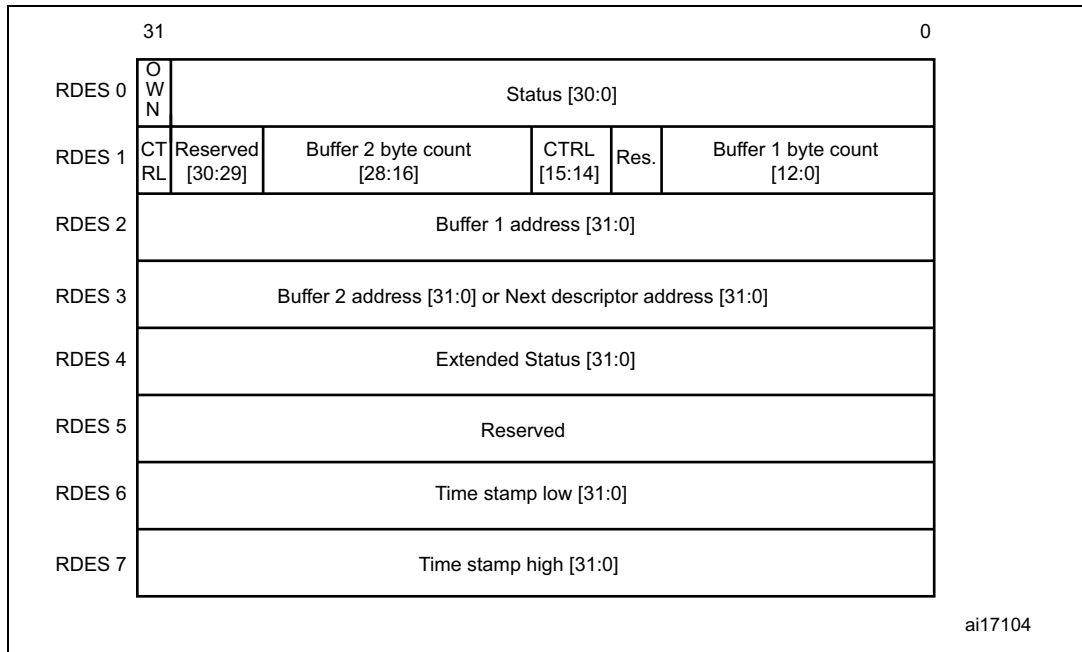 31 0
RDES 0
O
W
N
Status [30:0]
RDES 1
CT
RL
Reserved
[30:29]
Buffer 2 byte count
[28:16]
CTRL
[15:14]
Res.
Buffer 1 byte count
[12:0]
RDES 2
Buffer 1 address [31:0]
RDES 3
Buffer 2 address [31:0] or Next descriptor address [31:0]
RDES 4
Extended Status [31:0]
RDES 5
Reserved
RDES 6
Time stamp low [31:0]
RDES 7
Time stamp high [31:0]
ai17104